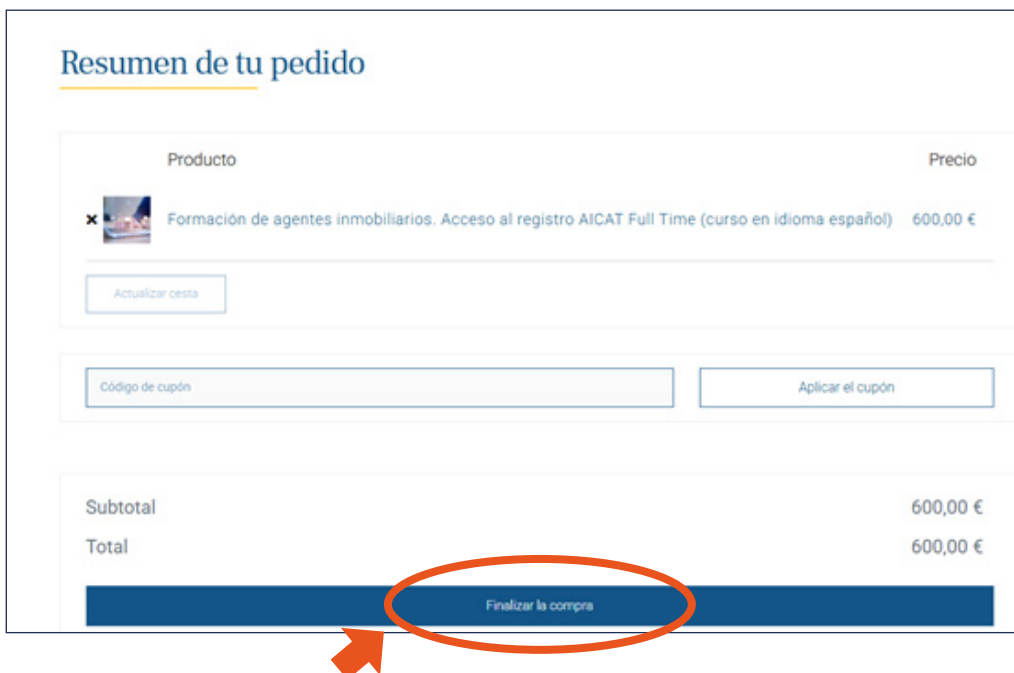 Resumen de tu pedido
Producto Precio
× Formación de agentes inmobiliarios. Acceso al registro AICAT Full Time (curso en idioma español) 600,00 €
Actualizar cesta
Código de cupón Aplicar el cupón
Subtotal 600,00 €
Total 600,00 €
Finalizar la compra